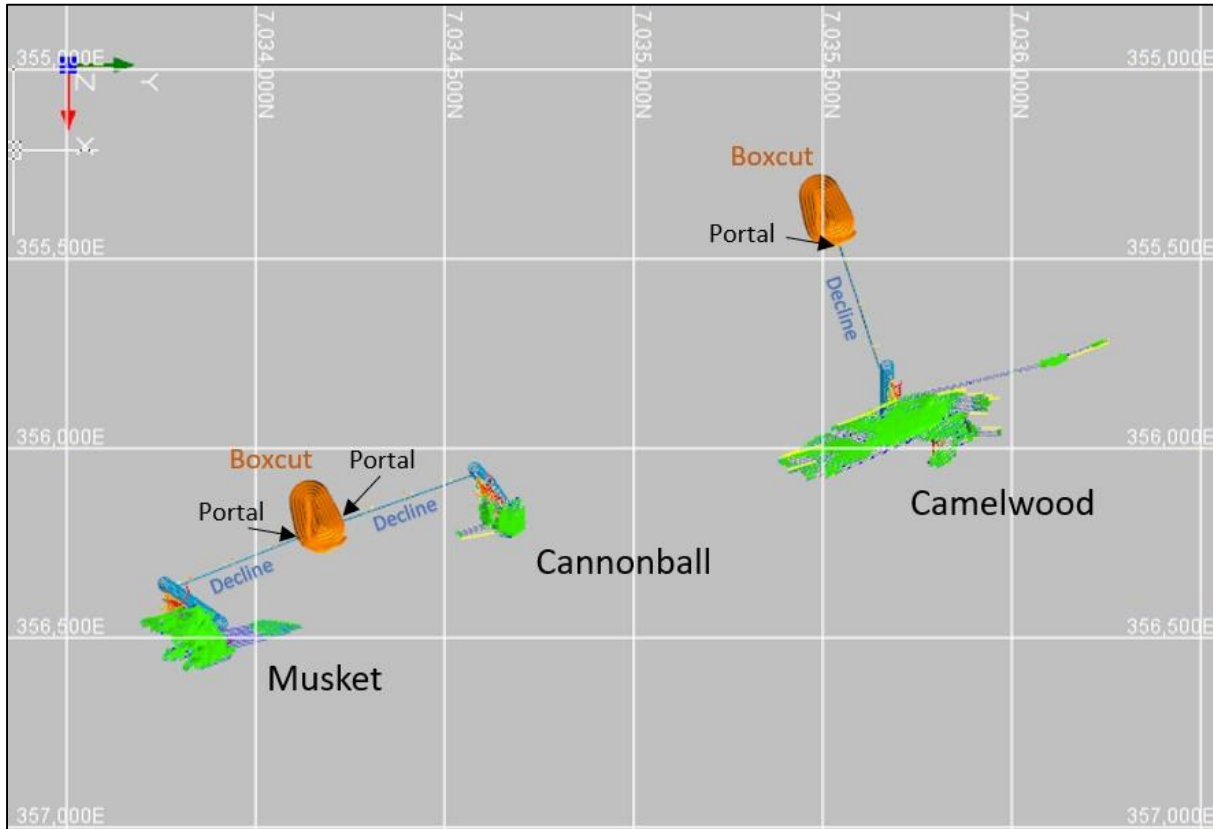 355,000E
7,034,000N
7,034,500N
7,035,000N
7,035,500N
7,036,000N
355,000E
Z
Y
X
Boxcut
Portal
355,500E
355,500E
Decline
356,000E
356,000E
Boxcut
Portal
Portal
Decline
Camelwood
Cannonball
Decline
356,500E
356,500E
Musket
357,000E
357,000E